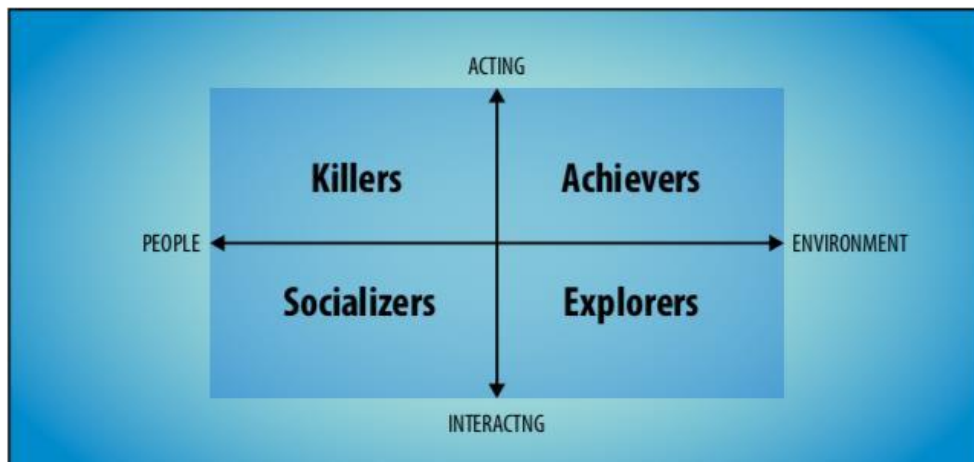 ACTING
Killers Achievers
PEOPLE ENVIRONMENT
Socializers Explorers
INTERACTNG